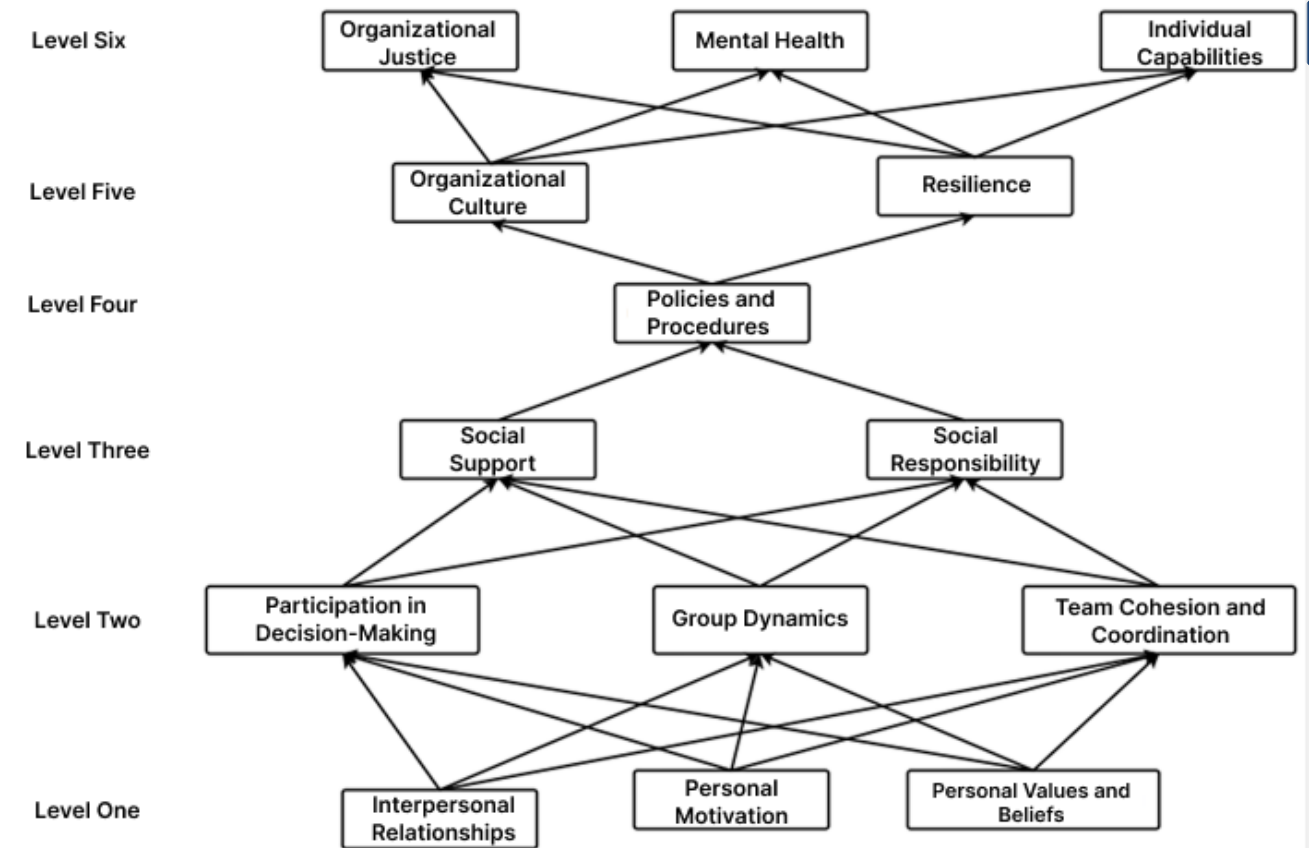 Level Six
Organizational
Justice
Mental Health
Individual
Capabilities
Level Five
Organizational
Culture
Resilience
Level Four
Policies and
Procedures
Level Three
Social
Support
Social
Responsibility
Level Two
Participation in
Decision-Making
Group Dynamics
Team Cohesion and
Coordination
Level One
Interpersonal
Relationships
Personal
Motivation
Personal Values and
Beliefs